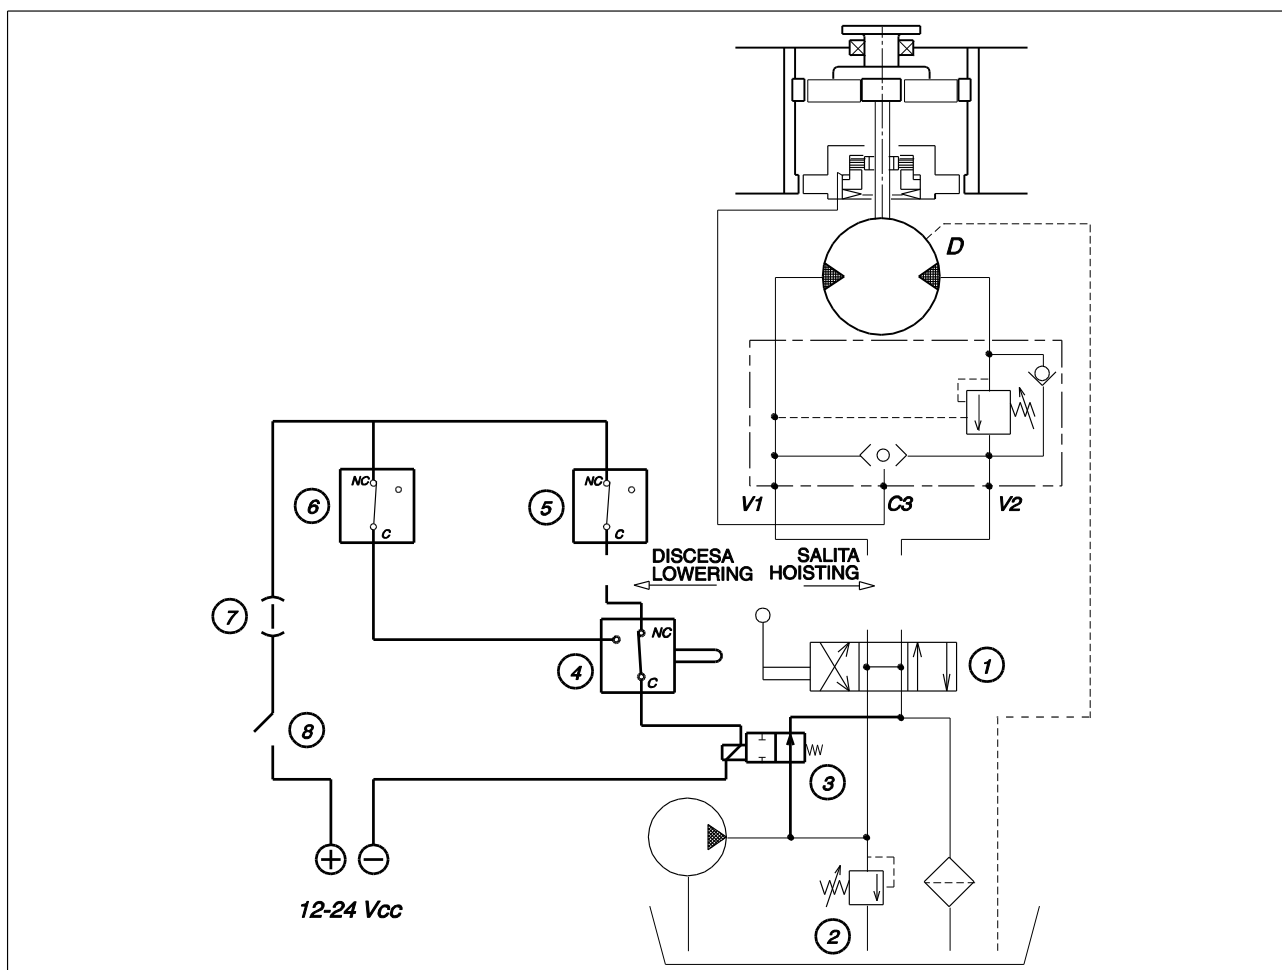 D
NC
C
6
NC
C
5
V1
C3
V2
DISCESA
LOWERING
SALITA
HOISTING
7
NC
C
4
1
8
3
+
−
12-24 Vcc
2